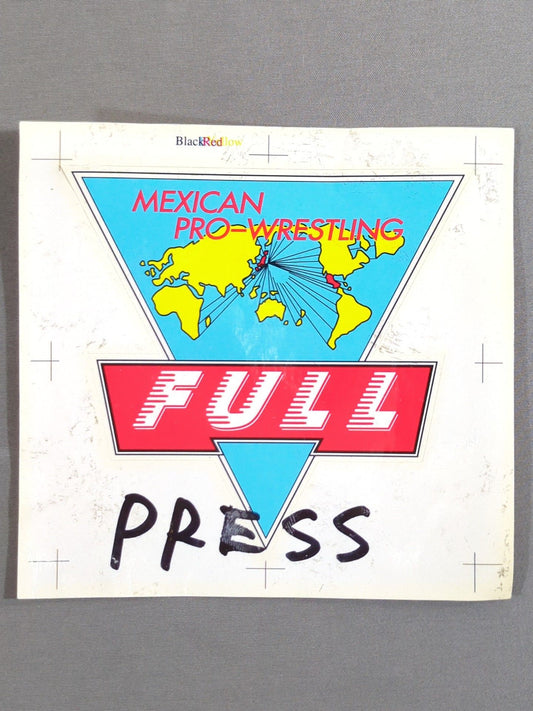 BlackRedYellow
MEXICAN
PRO-WRESTLING
FULL
PRESS